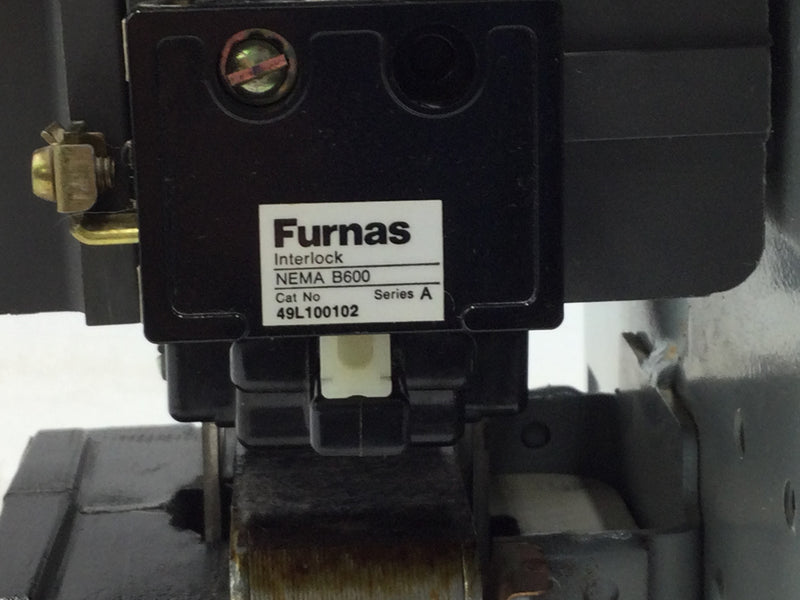 Furnas
Interlock
NEMA B600
Cat No Series A
49L100102